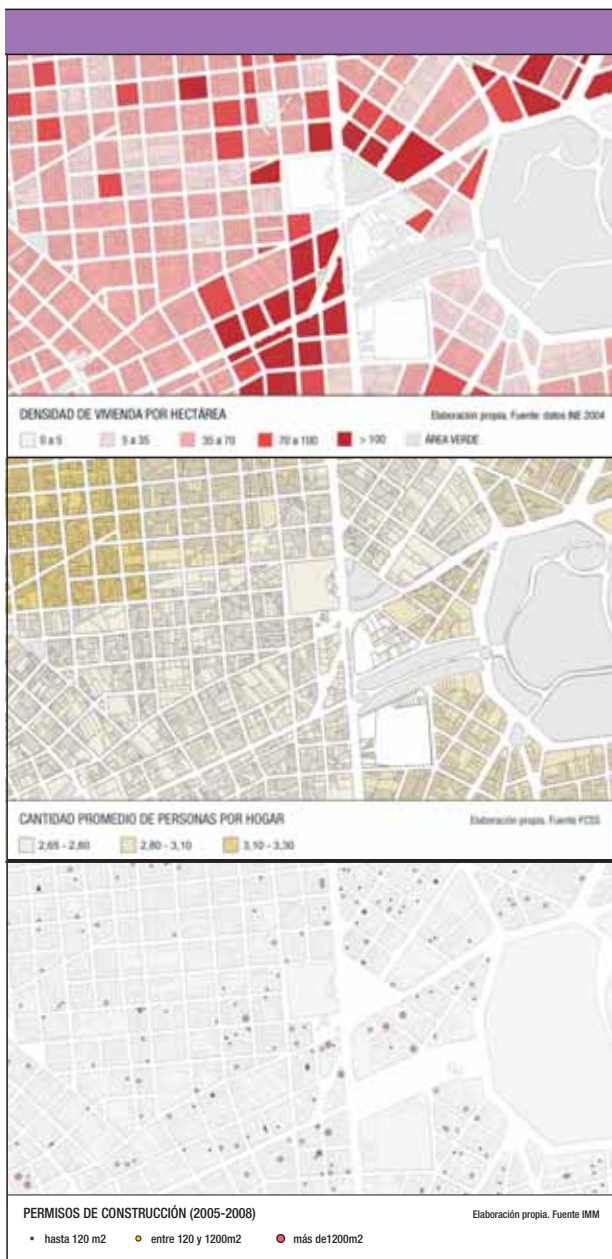 DENSIDAD DE VIVIENDA POR HECTÁREA
Elaboración propia. Fuente: datos INE 2004
0 a 5 5 a 35 35 a 70 70 a 100 > 100 ÁREA VERDE
CANTIDAD PROMEDIO DE PERSONAS POR HOGAR
Elaboración propia. Fuente FCSS
2,65 - 2,80 2,80 - 3,10 3,10 - 3,30
PERMISOS DE CONSTRUCCIÓN (2005-2008)
Elaboración propia. Fuente IMM
hasta 120 m2 entre 120 y 1200m2 más de1200m2